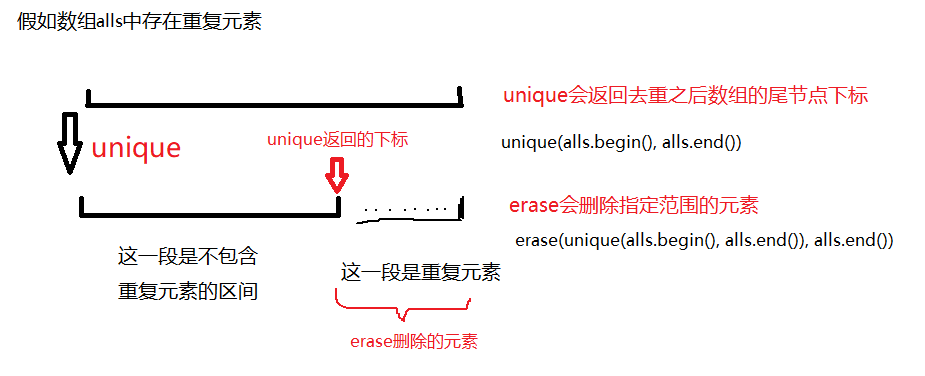 假如数组alls中存在重复元素
unique会返回去重之后数组的尾节点下标
unique
unique返回的下标
unique(alls.begin(), alls.end())
erase会删除指定范围的元素
erase(unique(alls.begin(), alls.end()), alls.end())
这一段是不包含
重复元素的区间
这一段是重复元素
erase删除的元素